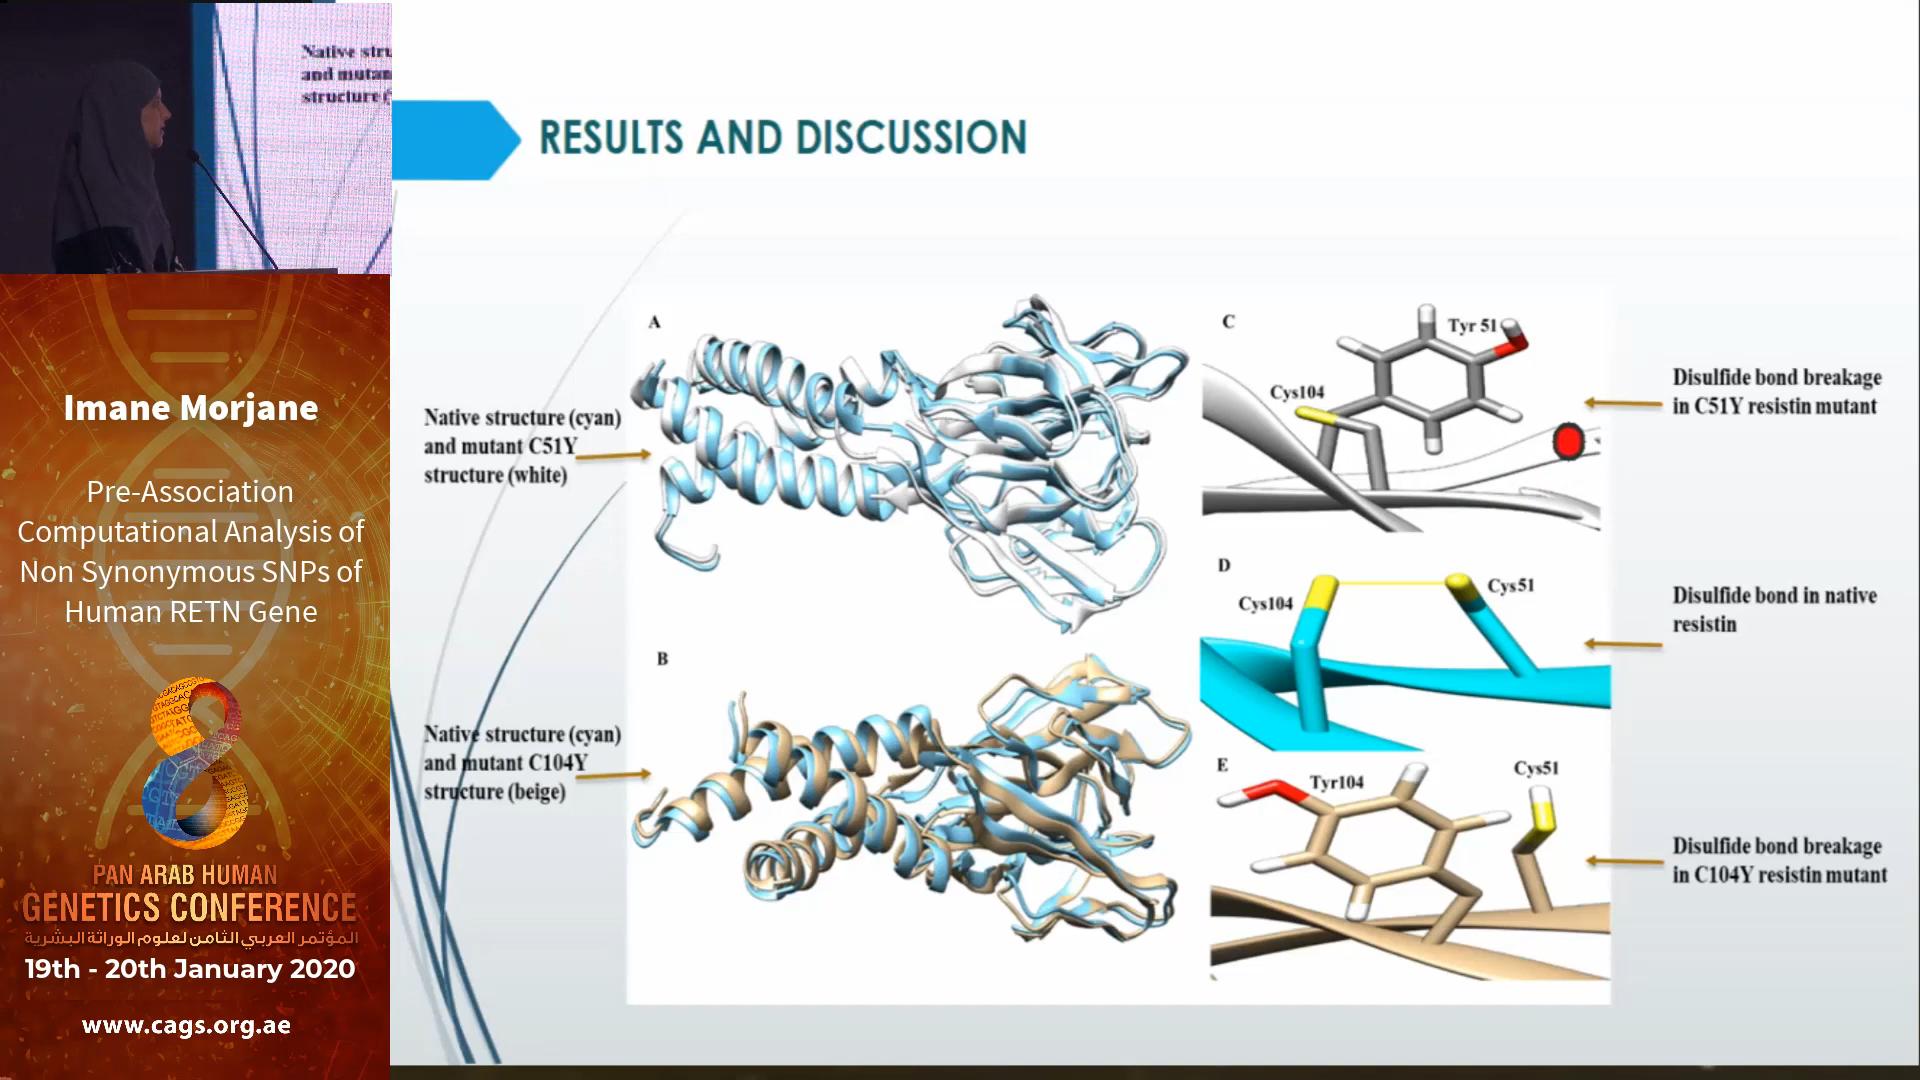 Native stru
and mutan
structure (
RESULTS AND DISCUSSION
Imane Morjane
Pre-Association
Computational Analysis of
Non Synonymous SNPs of
Human RETN Gene
PAN ARAB HUMAN
GENETICS CONFERENCE
المؤتمر العربي الثامن لعلوم الوراثة البشرية
19th - 20th January 2020
www.cags.org.ae
Native structure (cyan)
and mutant C51Y
structure (white)
Native structure (cyan)
and mutant C104Y
structure (beige)
A
B
C
Tyr 51
Cys104
D
Cys104
Cys51
E
Tyr104
Cys51
Disulfide bond breakage
in C51Y resistin mutant
Disulfide bond in native
resistin
Disulfide bond breakage
in C104Y resistin mutant